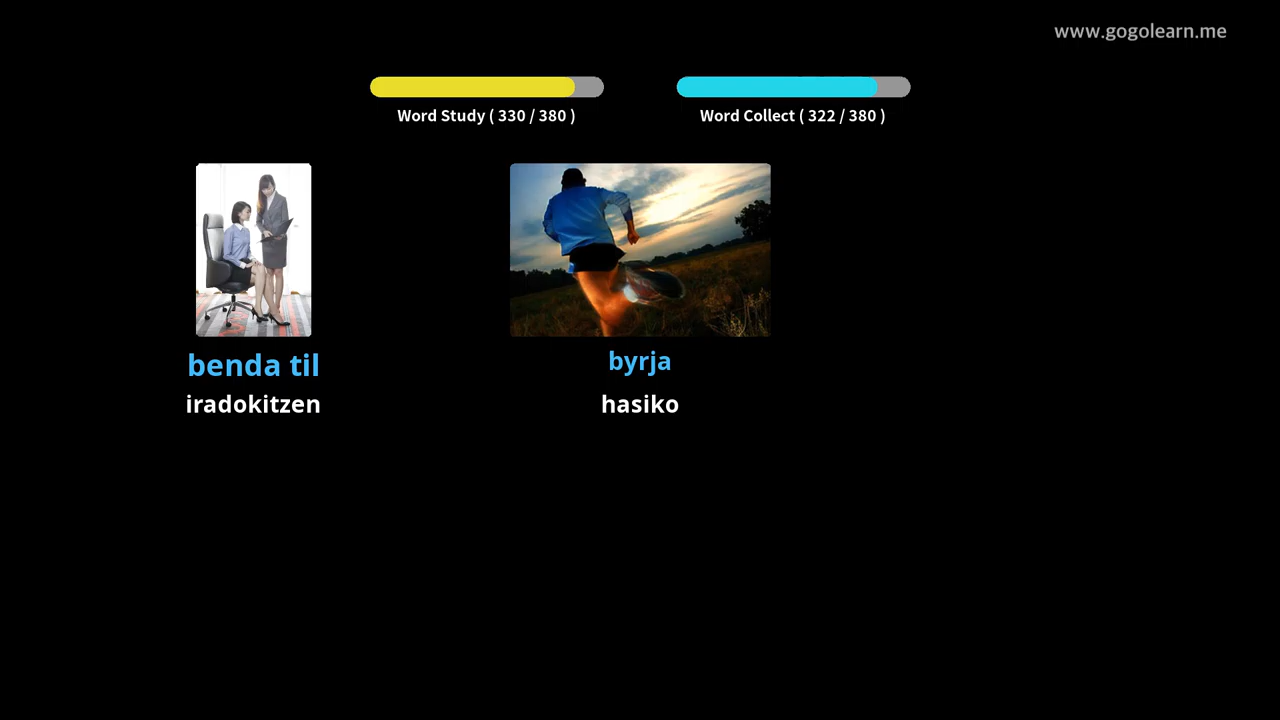 www.gogolearn.me
Word Study ( 330 / 380 )
Word Collect ( 322 / 380 )
benda til
iradokitzen
byrja
hasiko